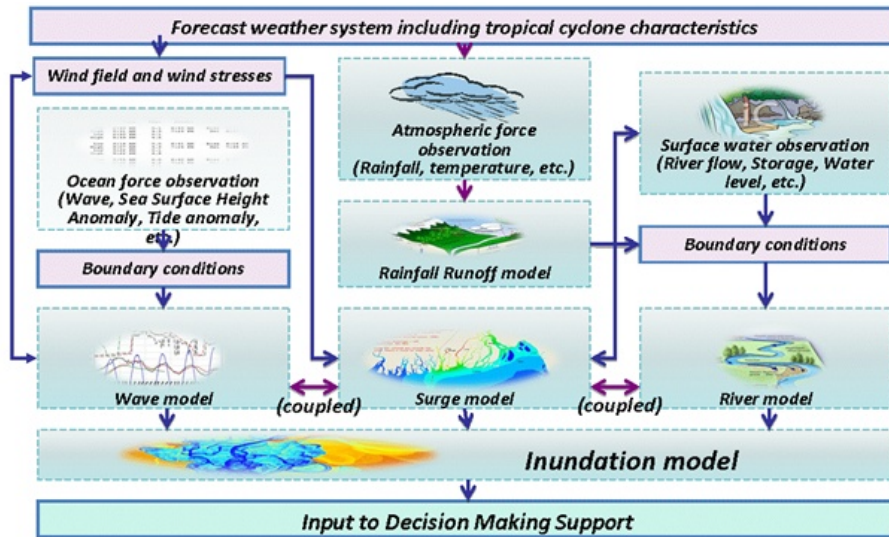 Forecast weather system including tropical cyclone characteristics
Wind field and wind stresses
Ocean force observation
(Wave, Sea Surface Height
Anomaly, Tide anomaly,
etc.)
Boundary conditions
Wave model
Atmospheric force
observation
(Rainfall, temperature, etc.)
Rainfall Runoff model
Surge model
Surface water observation
(River flow, Storage, Water
level, etc.)
Boundary conditions
River model
(coupled)
(coupled)
Inundation model
Input to Decision Making Support